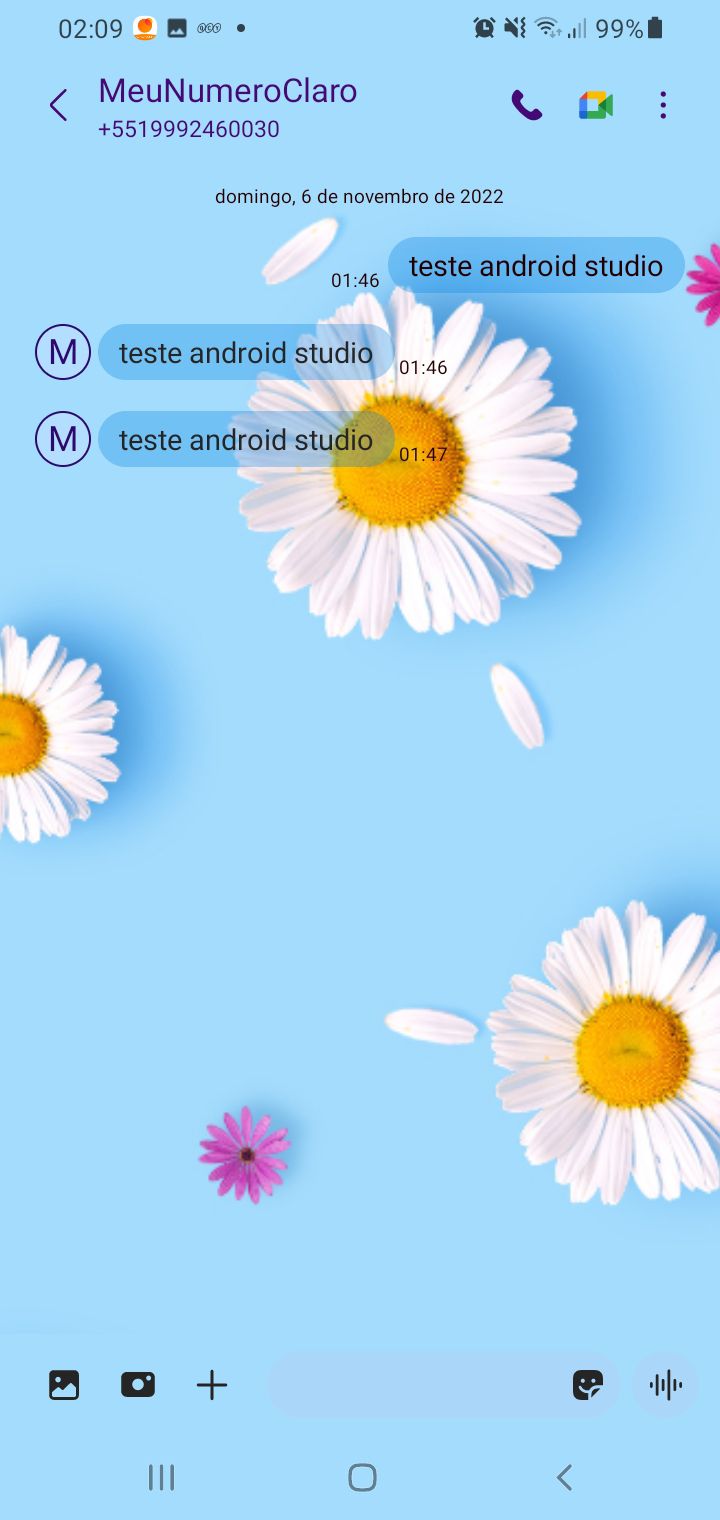 02:09
99%
MeuNumeroClaro
+5519992460030
domingo, 6 de novembro de 2022
01:46 teste android studio
M teste android studio 01:46
M teste android studio 01:47